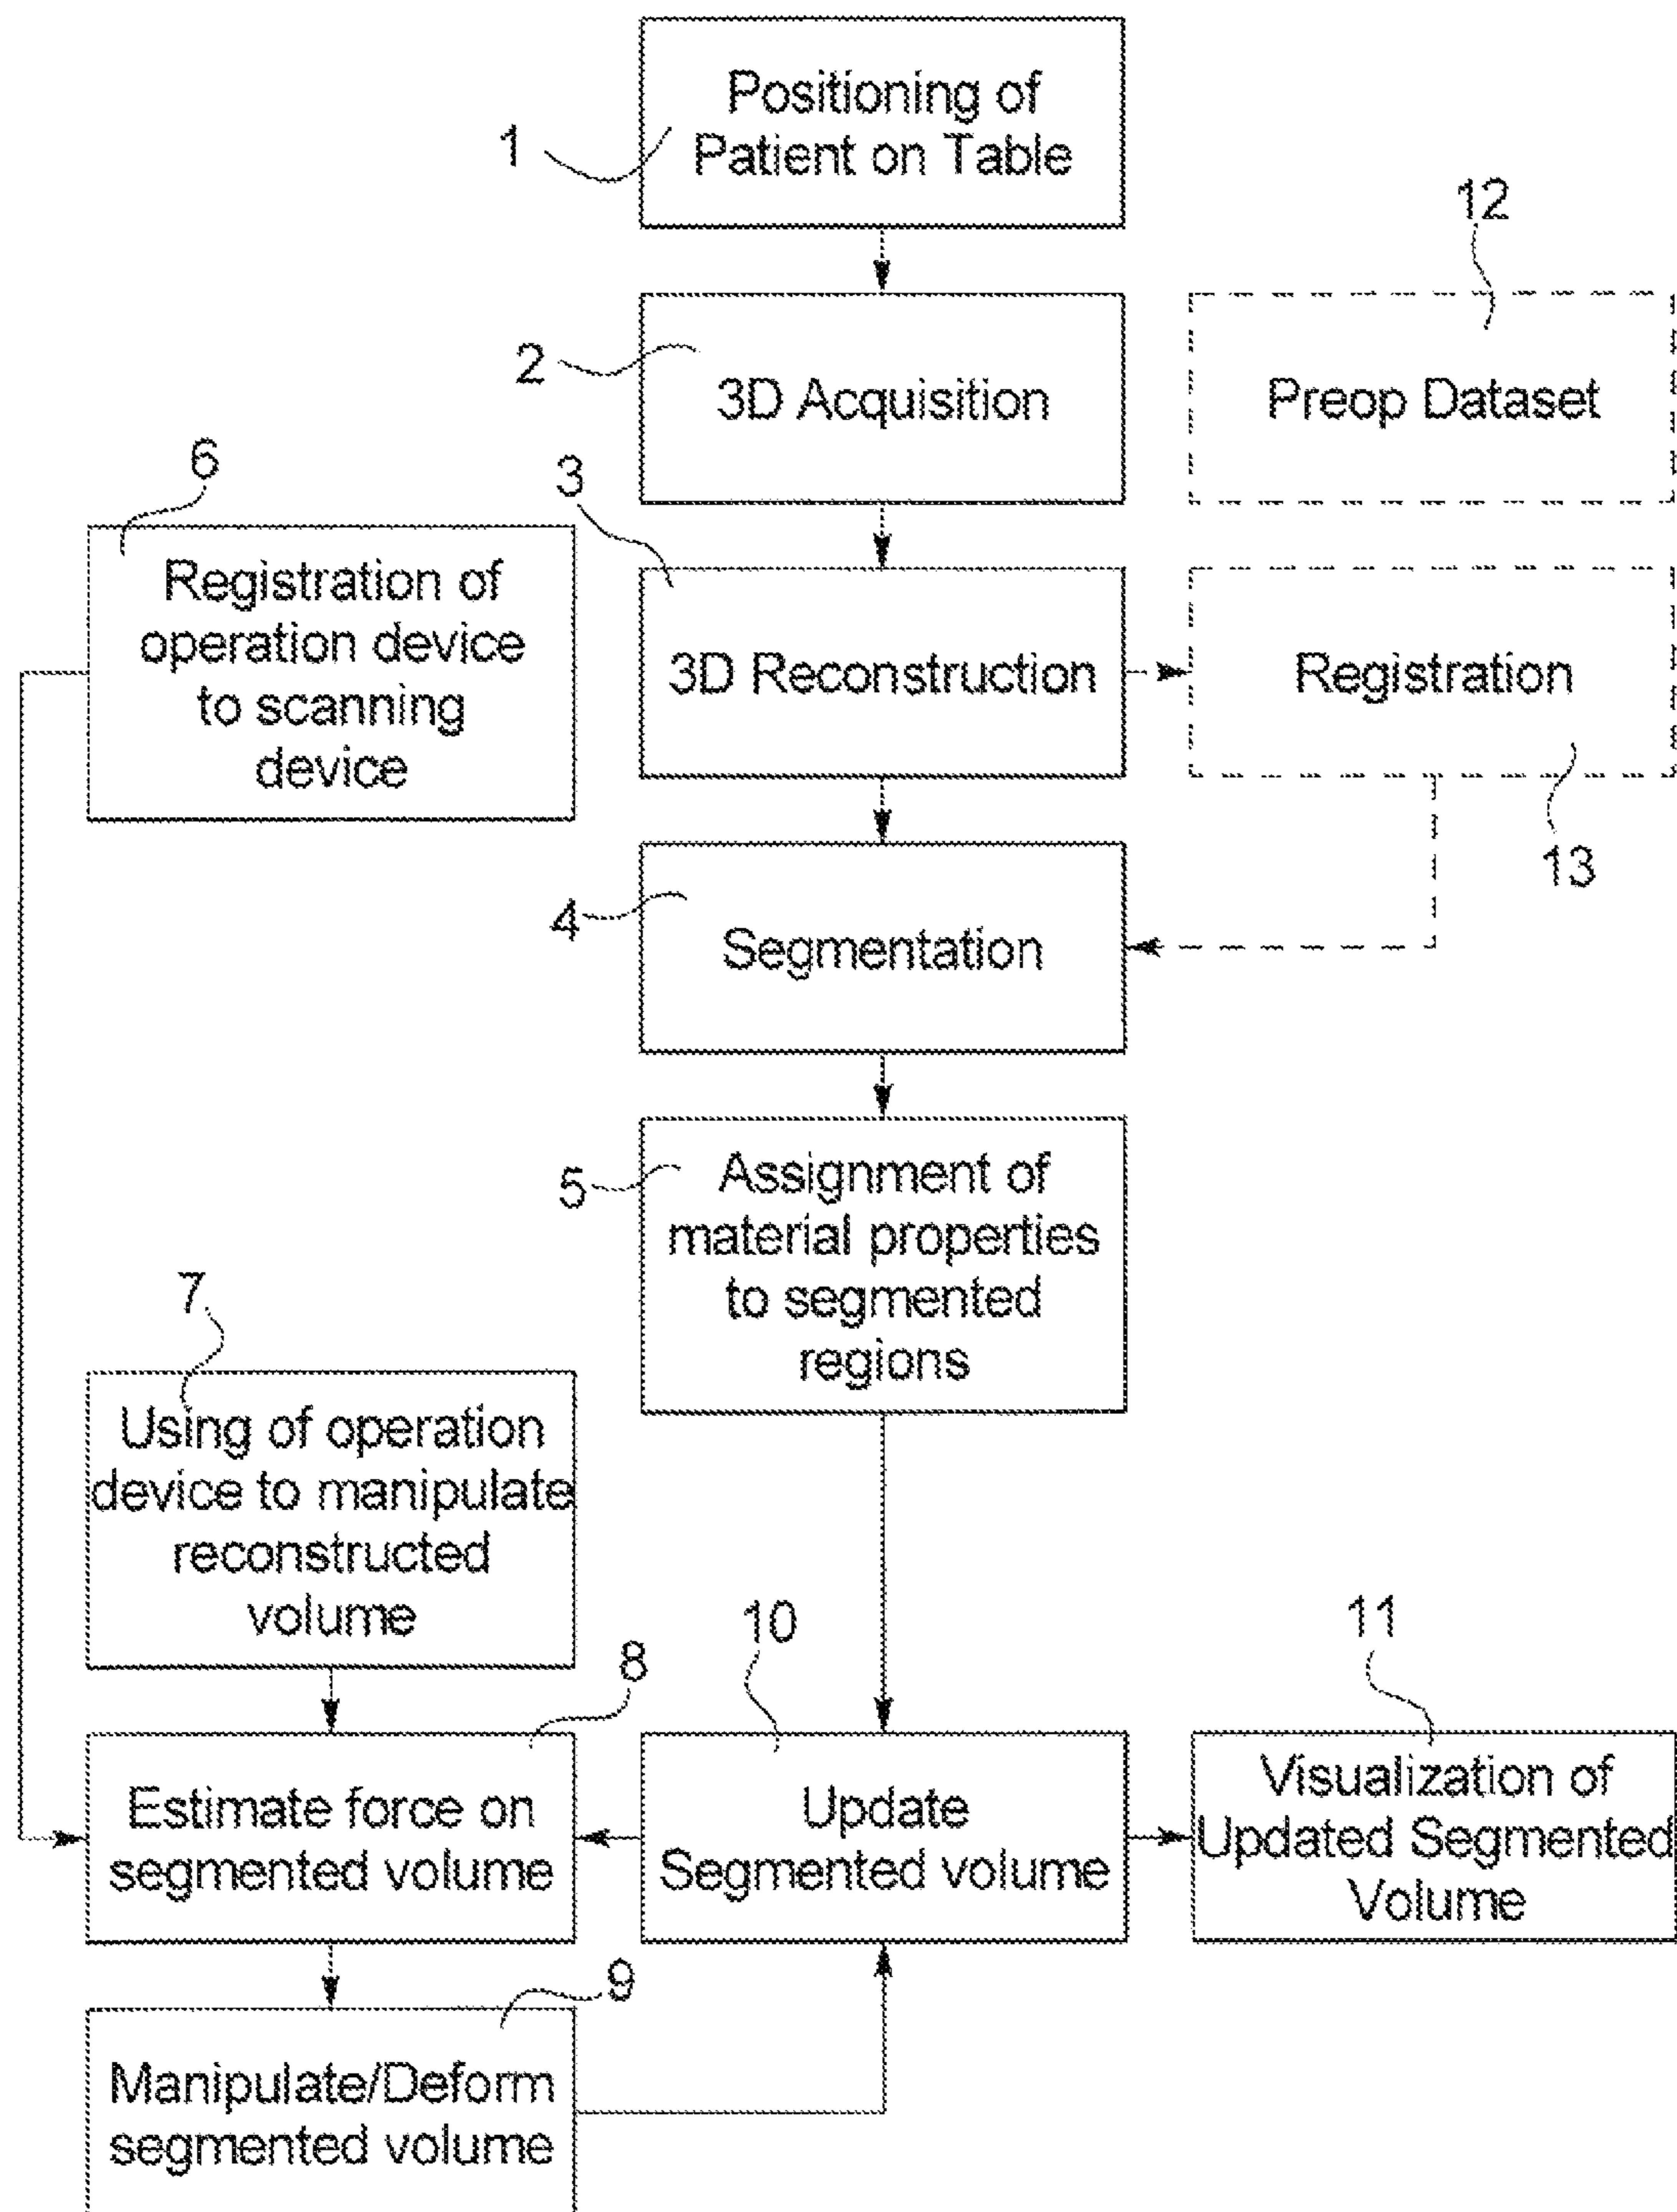 1
Positioning of
Patient on Table
12
2
3D Acquisition
Preop Dataset
6
Registration of
operation device
to scanning
device
3
3D Reconstruction
Registration
13
4
Segmentation
5
Assignment of
material properties
to segmented
regions
7
Using of operation
device to manipulate
reconstructed
volume
8
Estimate force on
segmented volume
10
Update
Segmented volume
11
Visualization of
Updated Segmented
Volume
9
Manipulate/Deform
segmented volume